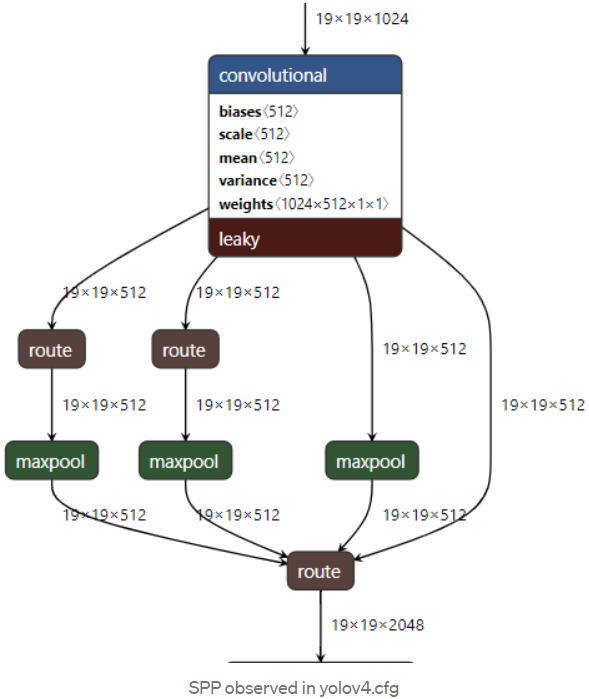 19×19×1024
convolutional
biases〈512〉
scale〈512〉
mean〈512〉
variance〈512〉
weights〈1024×512×1×1〉
leaky
19×19×512
19×19×512
route
route
19×19×512
19×19×512
19×19×512
19×19×512
maxpool
maxpool
maxpool
19×19×512
19×19×512
19×19×512
route
19×19×2048
SPP observed in yolov4.cfg